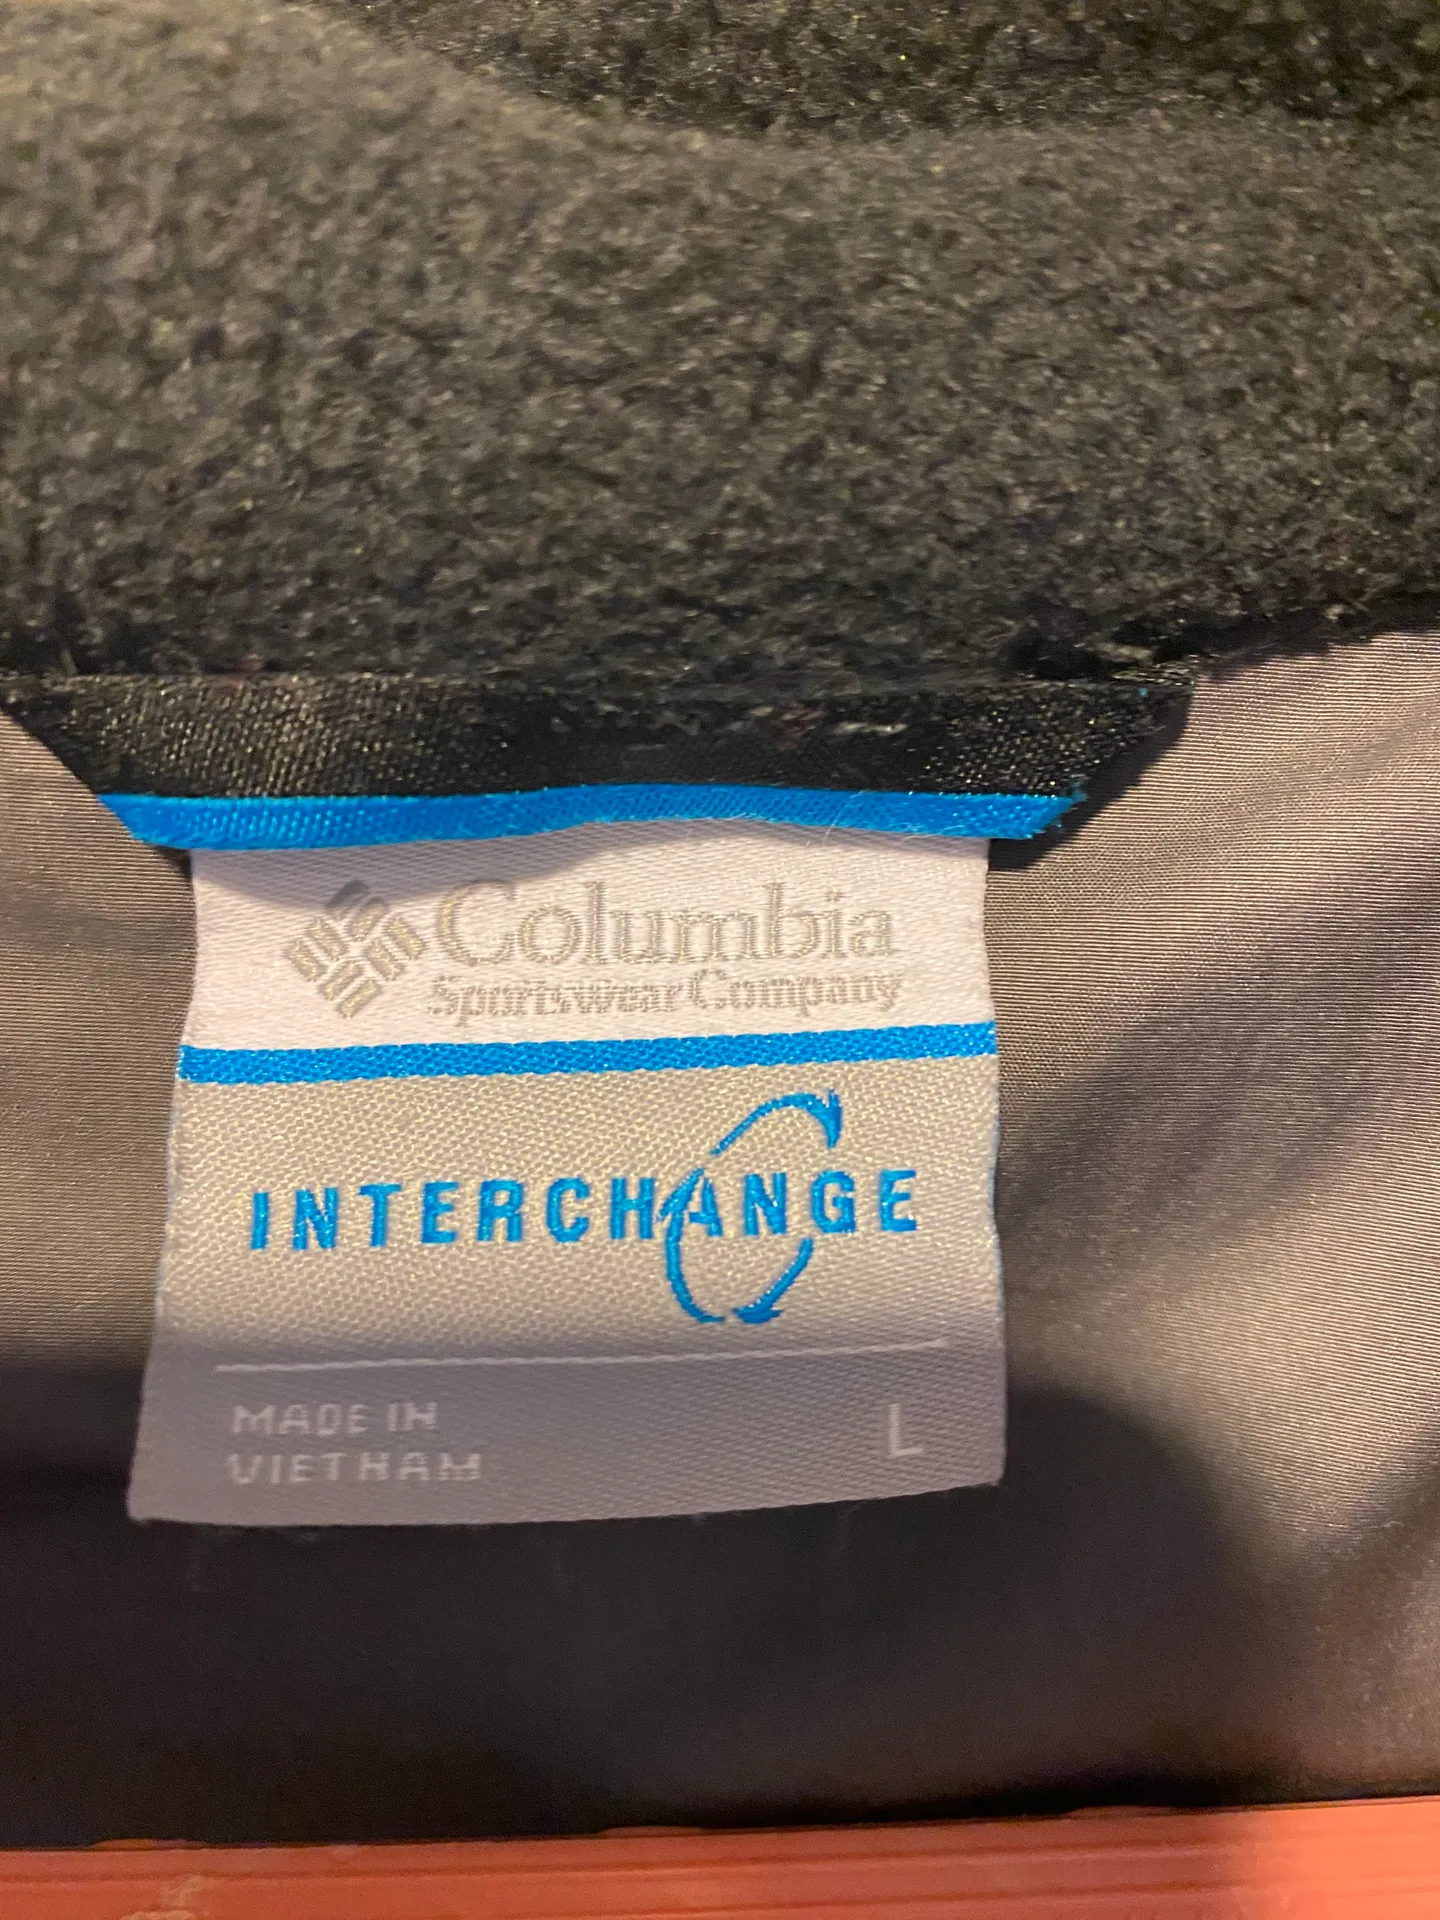 Columbia
Sportswear Company
INTERCHANGE
MADE IN L
VIETNAM